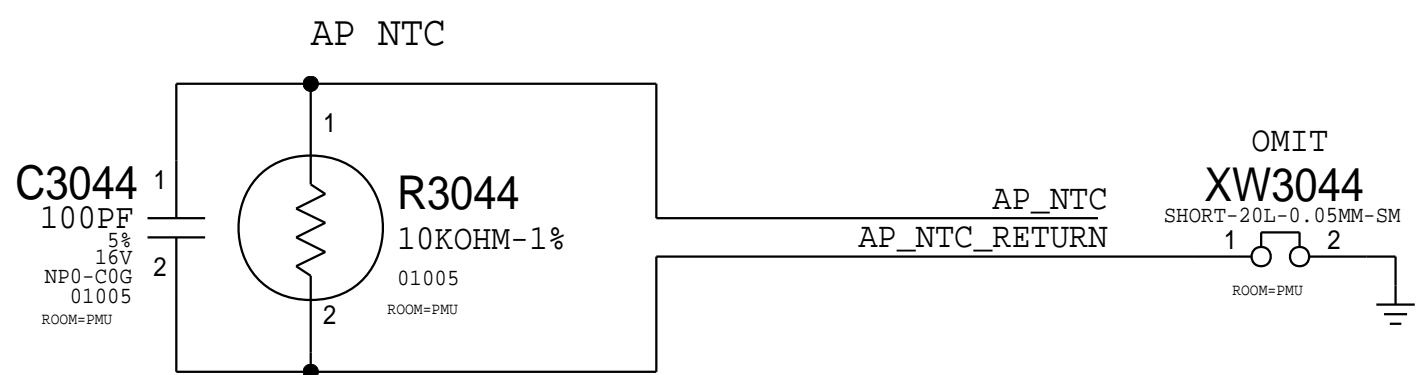 AP NTC
1
C3044
100PF
5%
16V
NP0-C0G
01005
ROOM=PMU
1
2
R3044
10KOHM-1%
01005
ROOM=PMU
2
AP_NTC
AP_NTC_RETURN
OMIT
XW3044
SHORT-20L-0.05MM-SM
1
2
ROOM=PMU